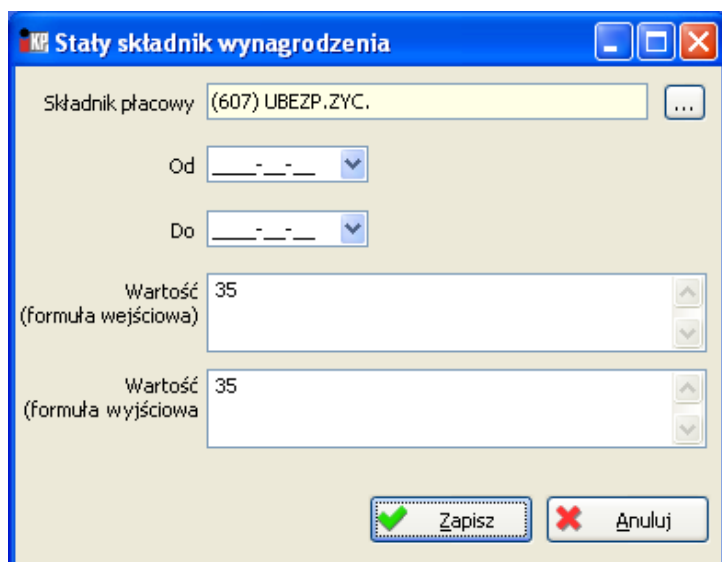 iKP Stały składnik wynagrodzenia
Składnik płacowy (607) UBEZP.ZYC. ...
Od ____-__-__
Do ____-__-__
Wartość 35
(formuła wejściowa)
Wartość 35
(formuła wyjściowa
Zapisz Anuluj